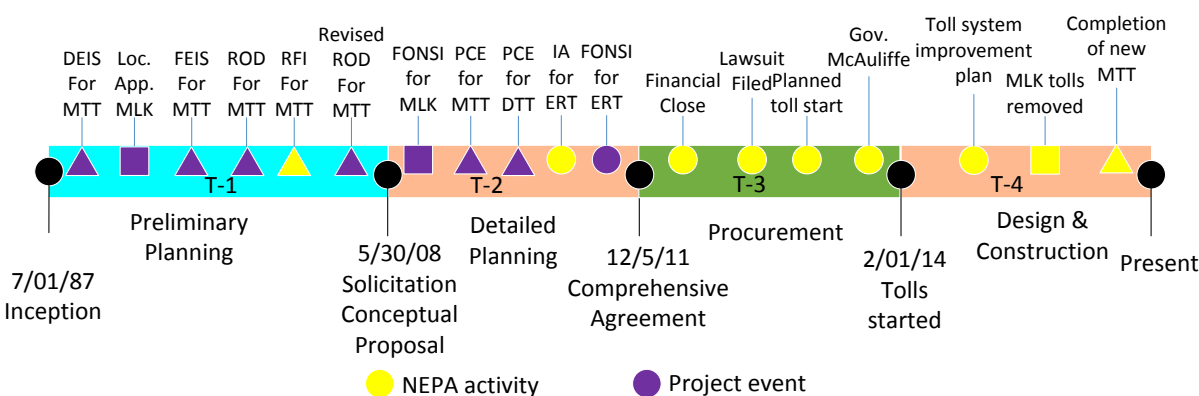 DEIS
For
MTT
Loc.
App.
MLK
FEIS
For
MTT
ROD
For
MTT
RFI
For
MTT
Revised
ROD
For
MTT
FONSI
for
MLK
PCE
for
MTT
PCE
for
DTT
IA
for
ERT
FONSI
for
ERT
Financial
Close
Lawsuit
Filed
Planned
toll start
Gov.
McAuliffe
Toll system
improvement
plan
MLK tolls
removed
Completion
of new
MTT
T-1
T-2
T-3
T-4
Preliminary
Planning
Detailed
Planning
Procurement
Design &
Construction
7/01/87
Inception
5/30/08
Solicitation
Conceptual
Proposal
12/5/11
Comprehensive
Agreement
2/01/14
Tolls
started
Present
NEPA activity
Project event